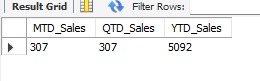 Result Grid Filter Rows:
MTD_Sales QTD_Sales YTD_Sales
307 307 5092